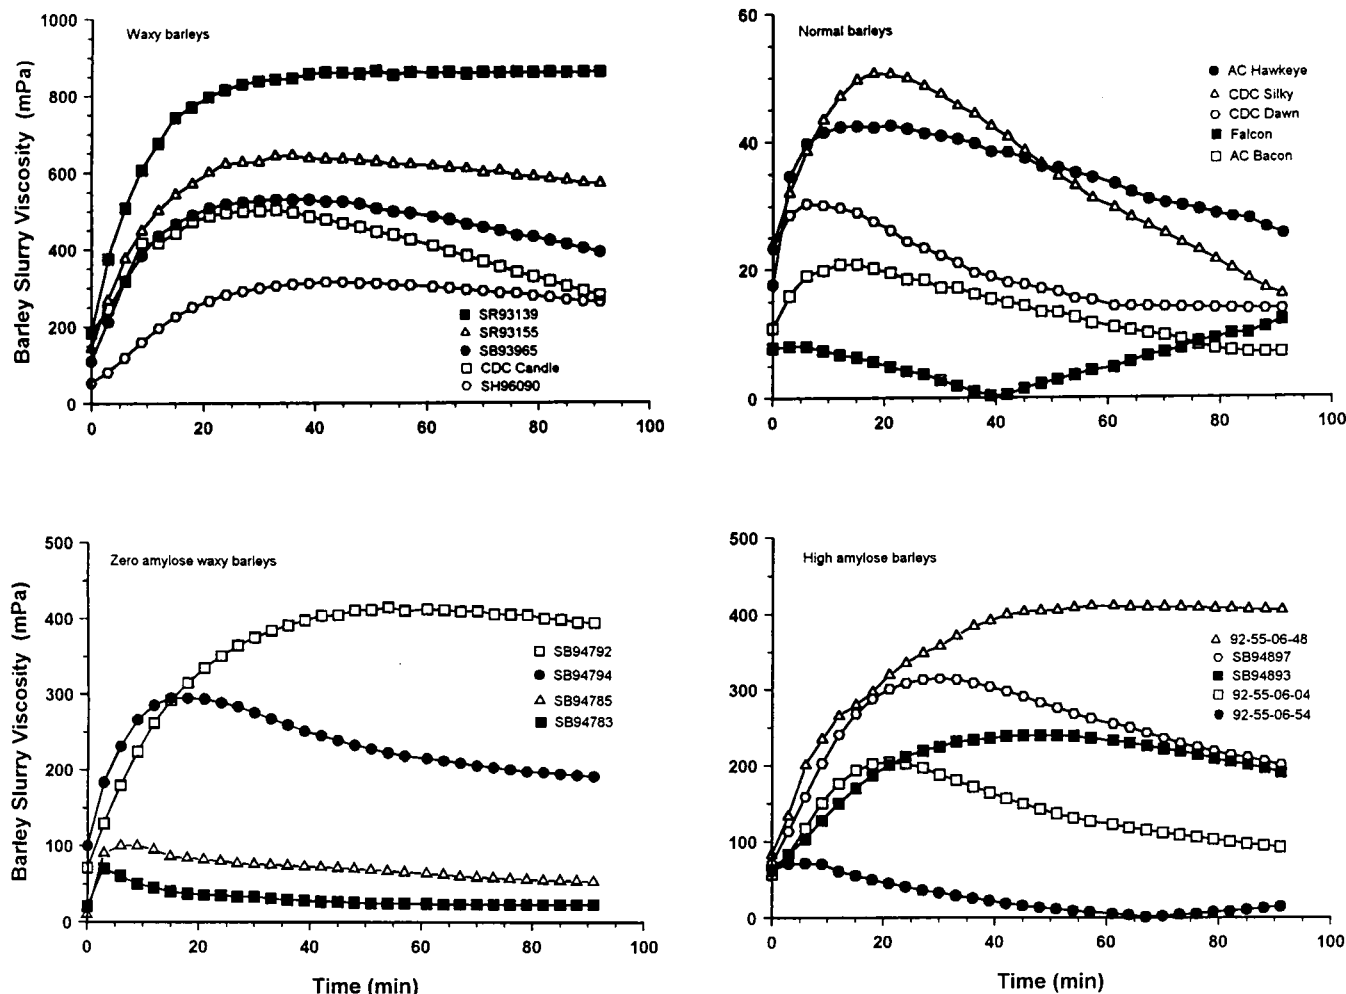 Waxy barleys
Barley Slurry Viscosity (mPa)
1000
800
600
400
200
0
0 20 40 60 80 100
SR93139
SR93155
SB93965
CDC Candle
SH96090
Normal barleys
60
40
20
0
0 20 40 60 80 100
AC Hawkeye
CDC Silky
CDC Dawn
Falcon
AC Bacon
Zero amylose waxy barleys
Barley Slurry Viscosity (mPa)
500
400
300
200
100
0
0 20 40 60 80 100
SB94792
SB94794
SB94785
SB94783
Time (min)
High amylose barleys
500
400
300
200
100
0
0 20 40 60 80 100
92-55-06-48
SB94897
SB94893
92-55-06-04
92-55-06-54
Time (min)